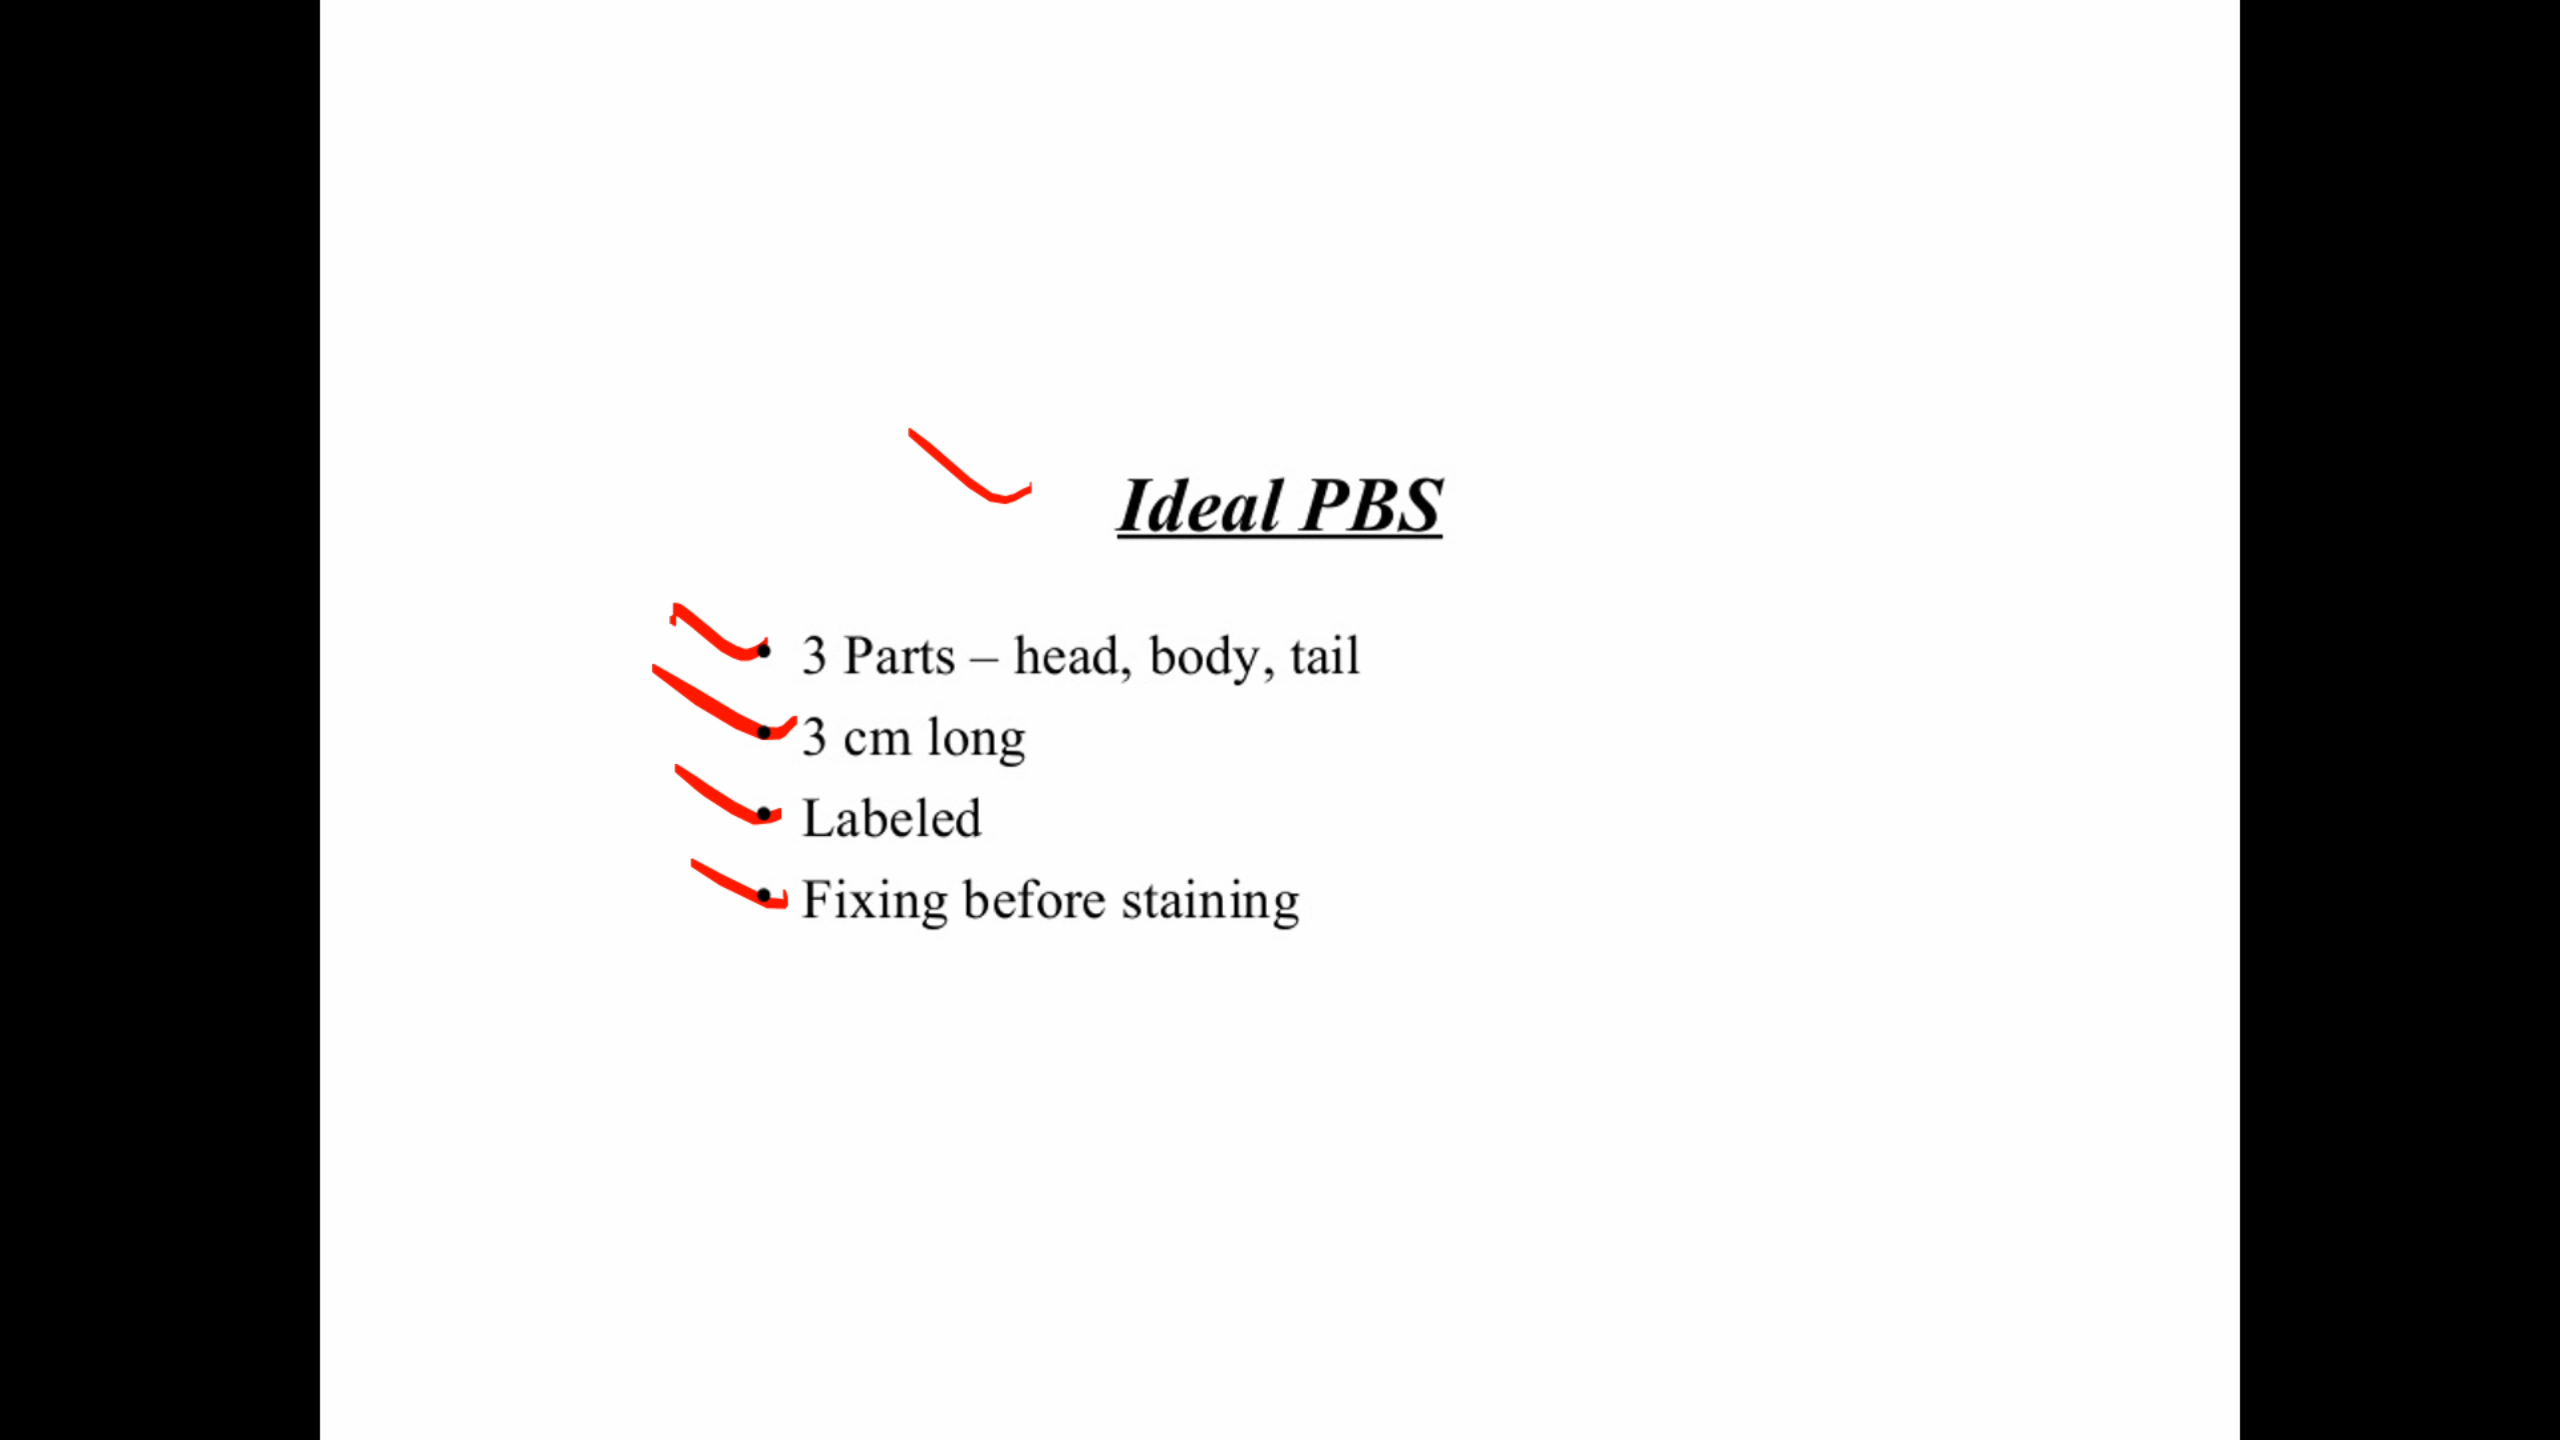 Ideal PBS
• 3 Parts – head, body, tail
• 3 cm long
• Labeled
• Fixing before staining